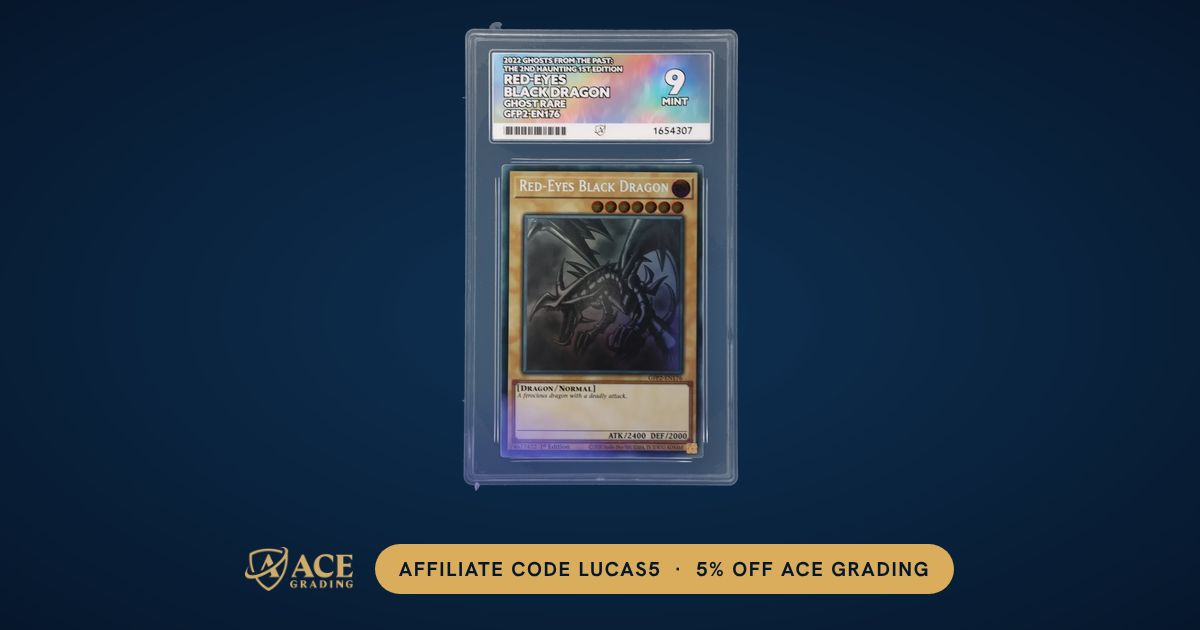 2022 GHOSTS FROM THE PAST:
THE 2ND HAUNTING 1ST EDITION
RED-EYES
BLACK DRAGON
GHOST RARE
GFP2-EN176
9
MINT
1654307
RED-EYES BLACK DRAGON
GFP2-EN176
[DRAGON/NORMAL]
A ferocious dragon with a deadly attack.
ATK/2400 DEF/2000
1st Edition
ACE
GRADING
AFFILIATE CODE LUCAS5 · 5% OFF ACE GRADING